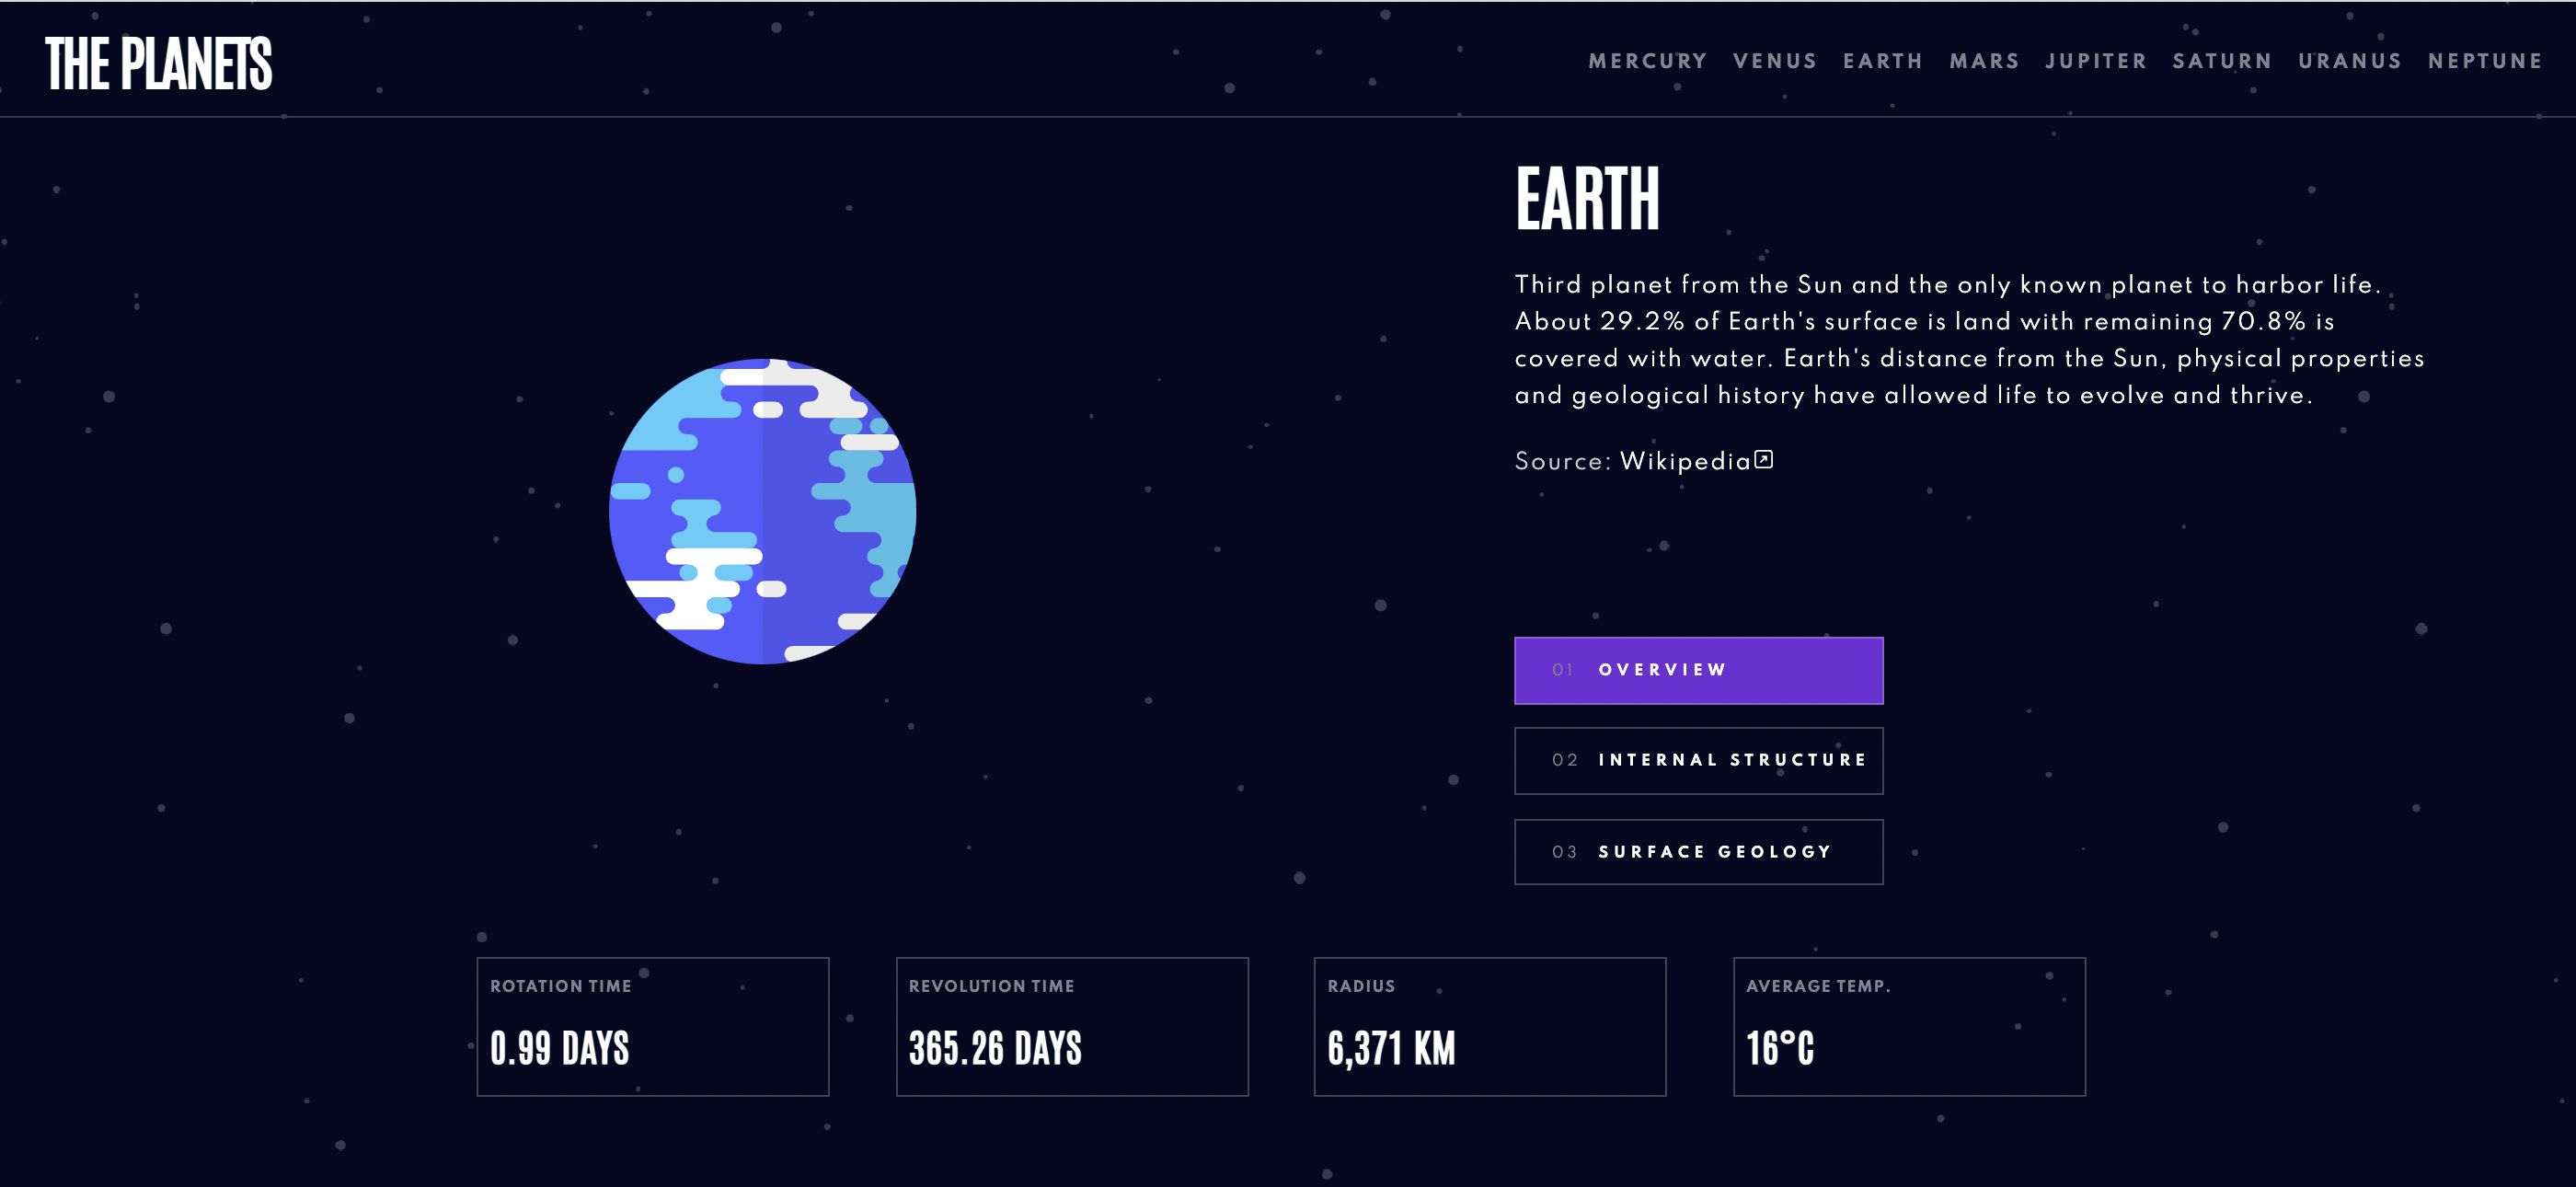 THE PLANETS
MERCURY VENUS EARTH MARS JUPITER SATURN URANUS NEPTUNE
EARTH
Third planet from the Sun and the only known planet to harbor life.
About 29.2% of Earth's surface is land with remaining 70.8% is
covered with water. Earth's distance from the Sun, physical properties
and geological history have allowed life to evolve and thrive.
Source: Wikipedia
01 OVERVIEW
02 INTERNAL STRUCTURE
03 SURFACE GEOLOGY
ROTATION TIME
0.99 DAYS
REVOLUTION TIME
365.26 DAYS
RADIUS
6,371 KM
AVERAGE TEMP.
16°C